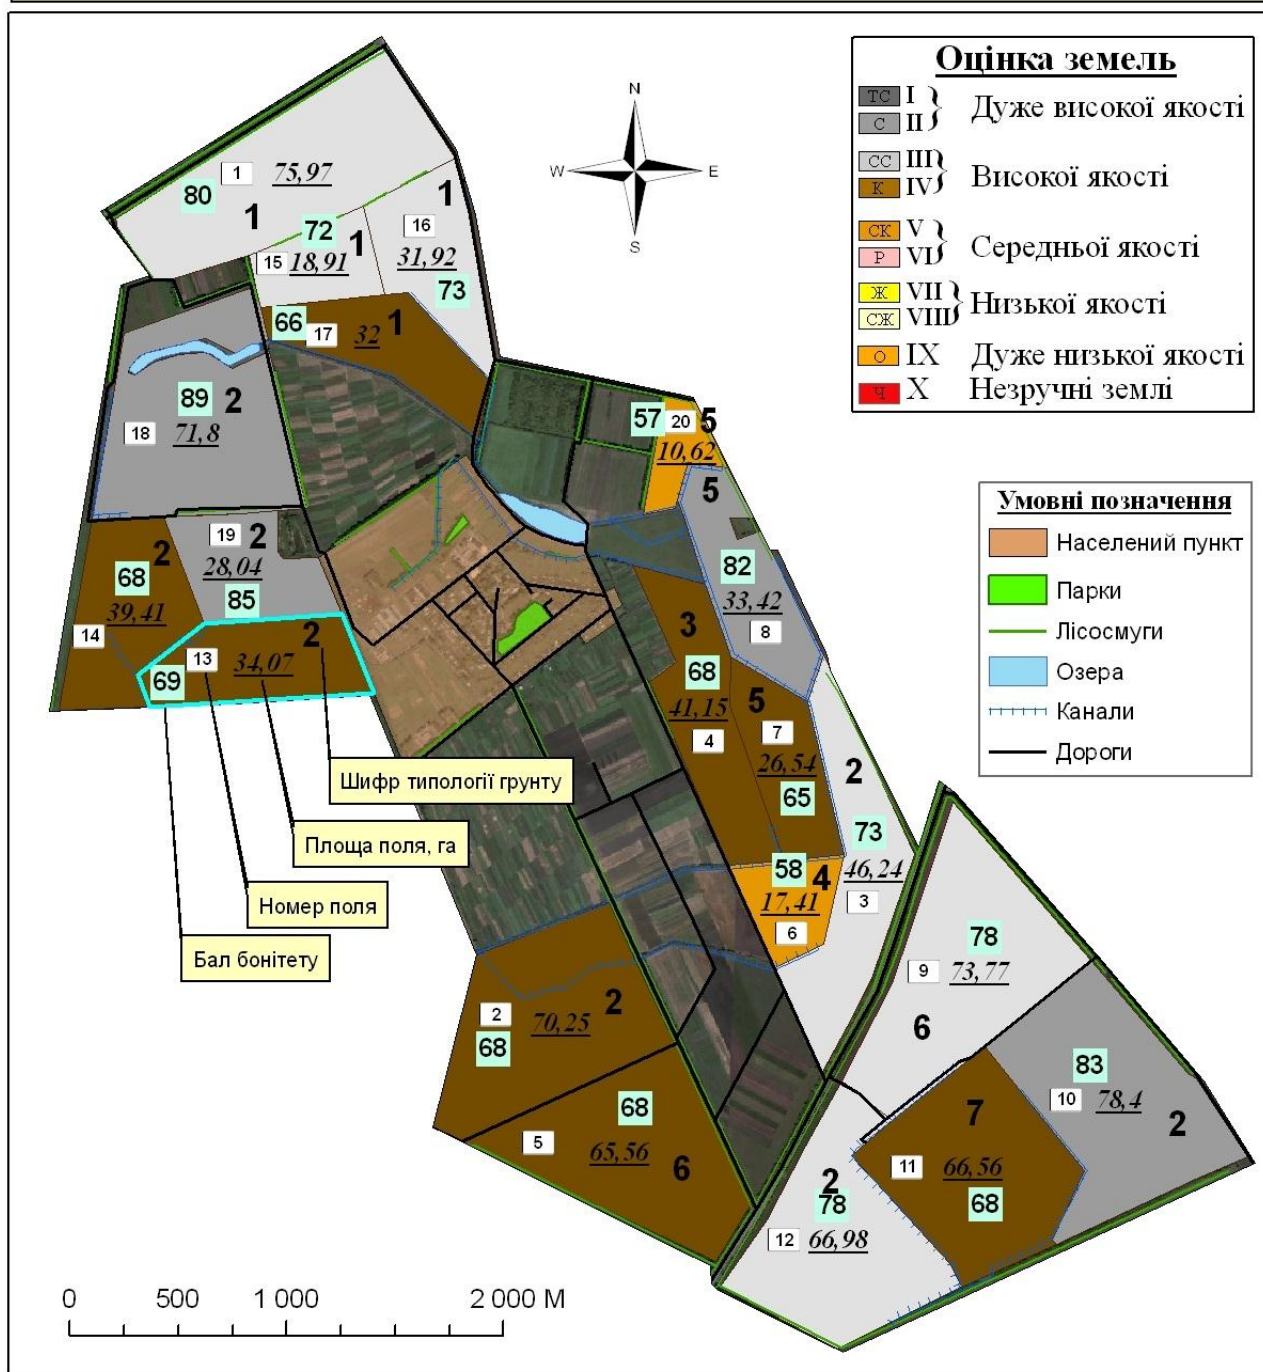 Оцінка земель
ТС I
С II
Дуже високої якості
СС III
К IV
Високої якості
СК V
Р VI
Середньої якості
Ж VII
СЖ VIII
Низької якості
О IX Дуже низької якості
Ч X Незручні землі
N
W E
S
1 75,97
80
1
72 1
15 18,91
1
16
31,92
73
66 17 32 1
89 2
18 71,8
57 20 5
10,62
5
82
33,42
8
19 2
28,04
85
2
68
39,41
14
2
13 34,07
69
3
68
41,15
4
5
7
26,54
65
2
73
46,24
3
58 4
17,41
6
78
9 73,77
6
2 70,25 2
68
68
5 65,56
6
83
10 78,4
2
7
11 66,56
68
2
78
12 66,98
Умовні позначення
Населений пункт
Парки
Лісосмуги
Озера
Канали
Дороги
Шифр типології грунту
Площа поля, га
Номер поля
Бал бонітету
0 500 1 000 2 000 М